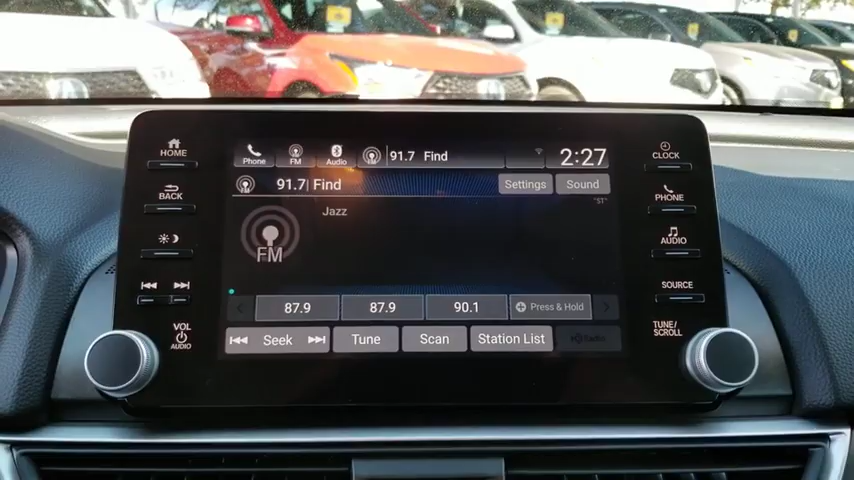 HOME
BACK
VOL
AUDIO
Phone
FM
Audio
91.7 Find
2:27
91.7 Find
Settings
Sound
"ST"
Jazz
FM
87.9
87.9
90.1
Press & Hold
Seek
Tune
Scan
Station List
HD Radio
CLOCK
PHONE
AUDIO
SOURCE
TUNE/
SCROLL